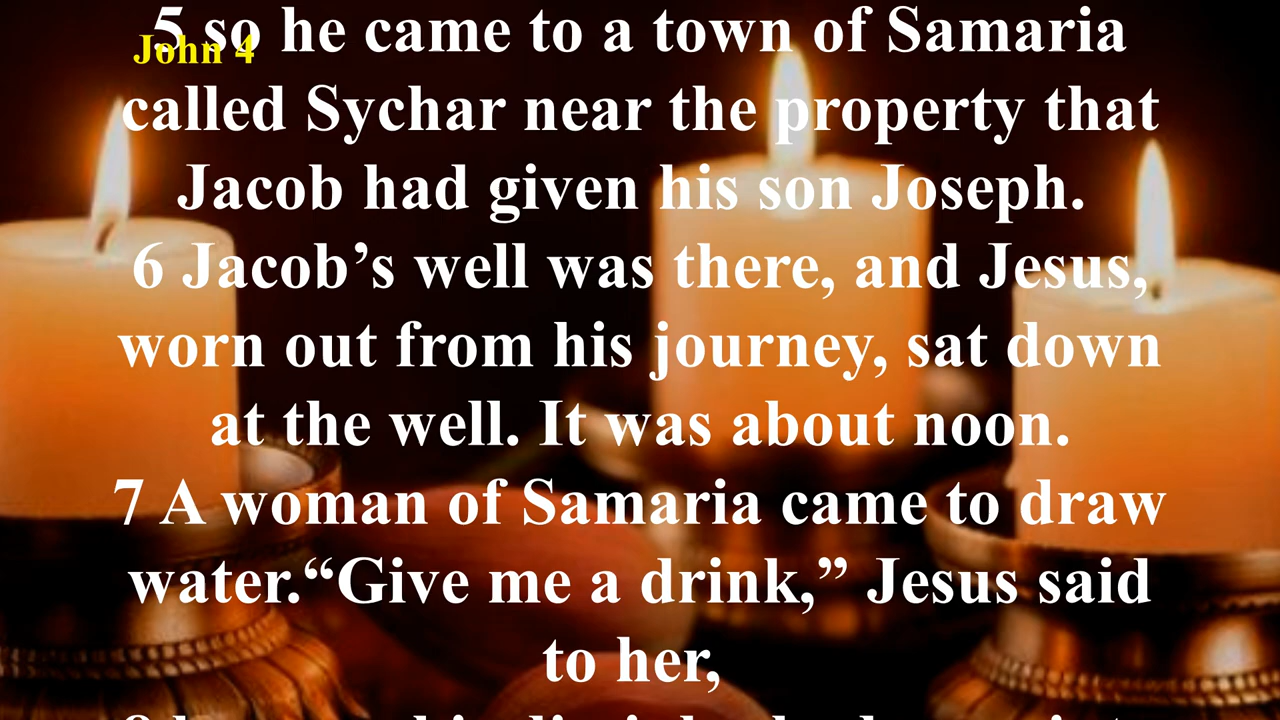 John 4
5 so he came to a town of Samaria
called Sychar near the property that
Jacob had given his son Joseph.
6 Jacob’s well was there, and Jesus,
worn out from his journey, sat down
at the well. It was about noon.
7 A woman of Samaria came to draw
water.“Give me a drink,” Jesus said
to her,